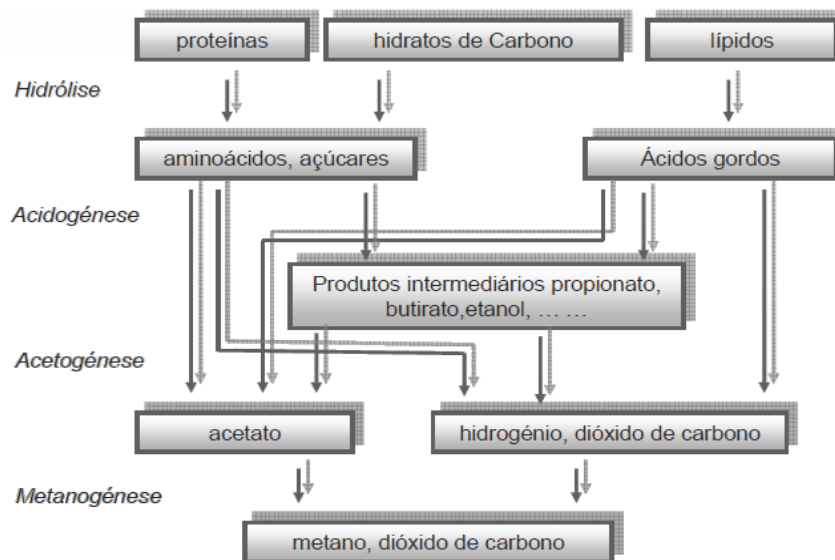 proteínas
hidratos de Carbono
lípidos
Hidrólise
aminoácidos, açúcares
Ácidos gordos
Acidogénese
Produtos intermediários propionato,
butirato,etanol, ... ...
Acetogénese
acetato
hidrogénio, dióxido de carbono
Metanogénese
metano, dióxido de carbono